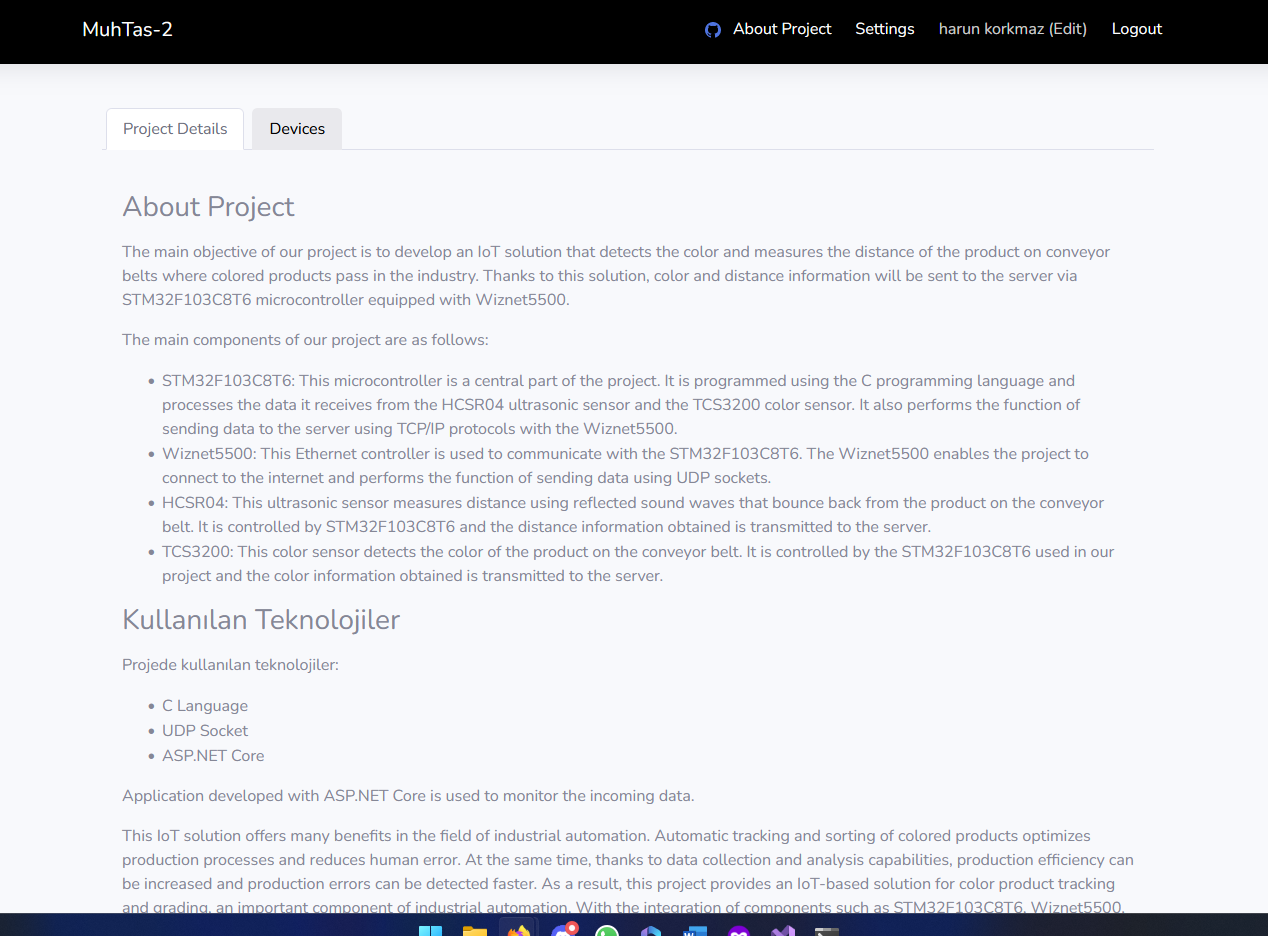 MuhTas-2
About Project
Settings
harun korkmaz (Edit)
Logout
Project Details
Devices
About Project
The main objective of our project is to develop an IoT solution that detects the color and measures the distance of the product on conveyor
belts where colored products pass in the industry. Thanks to this solution, color and distance information will be sent to the server via
STM32F103C8T6 microcontroller equipped with Wiznet5500.
The main components of our project are as follows:
• STM32F103C8T6: This microcontroller is a central part of the project. It is programmed using the C programming language and
processes the data it receives from the HCSR04 ultrasonic sensor and the TCS3200 color sensor. It also performs the function of
sending data to the server using TCP/IP protocols with the Wiznet5500.
• Wiznet5500: This Ethernet controller is used to communicate with the STM32F103C8T6. The Wiznet5500 enables the project to
connect to the internet and performs the function of sending data using UDP sockets.
• HCSR04: This ultrasonic sensor measures distance using reflected sound waves that bounce back from the product on the conveyor
belt. It is controlled by STM32F103C8T6 and the distance information obtained is transmitted to the server.
• TCS3200: This color sensor detects the color of the product on the conveyor belt. It is controlled by the STM32F103C8T6 used in our
project and the color information obtained is transmitted to the server.
Kullanılan Teknolojiler
Projede kullanılan teknolojiler:
• C Language
• UDP Socket
• ASP.NET Core
Application developed with ASP.NET Core is used to monitor the incoming data.
This IoT solution offers many benefits in the field of industrial automation. Automatic tracking and sorting of colored products optimizes
production processes and reduces human error. At the same time, thanks to data collection and analysis capabilities, production efficiency can
be increased and production errors can be detected faster. As a result, this project provides an IoT-based solution for color product tracking
and grading, an important component of industrial automation. With the integration of components such as STM32F103C8T6, Wiznet5500,